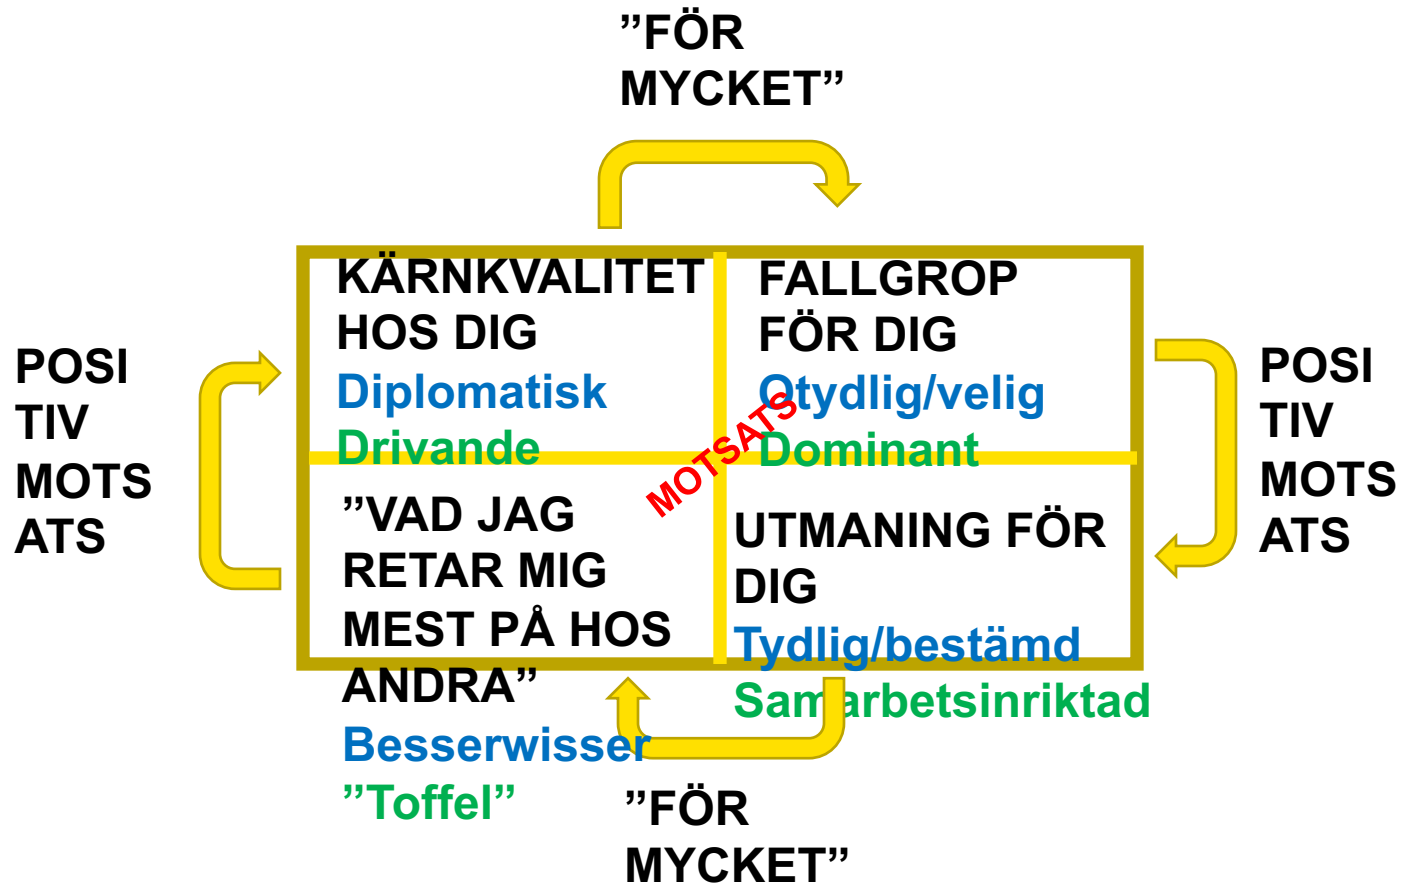 ”FÖR
MYCKET”
KÄRNKVALITET
HOS DIG
Diplomatisk
Drivande
FALLGROP
FÖR DIG
Otydlig/velig
Dominant
POSI
TIV
MOTS
ATS
MOTSATS
POSI
TIV
MOTS
ATS
”VAD JAG
RETAR MIG
MEST PÅ HOS
ANDRA”
Besserwisser
”Toffel”
UTMANING FÖR
DIG
Tydlig/bestämd
Samarbetsinriktad
”FÖR
MYCKET”